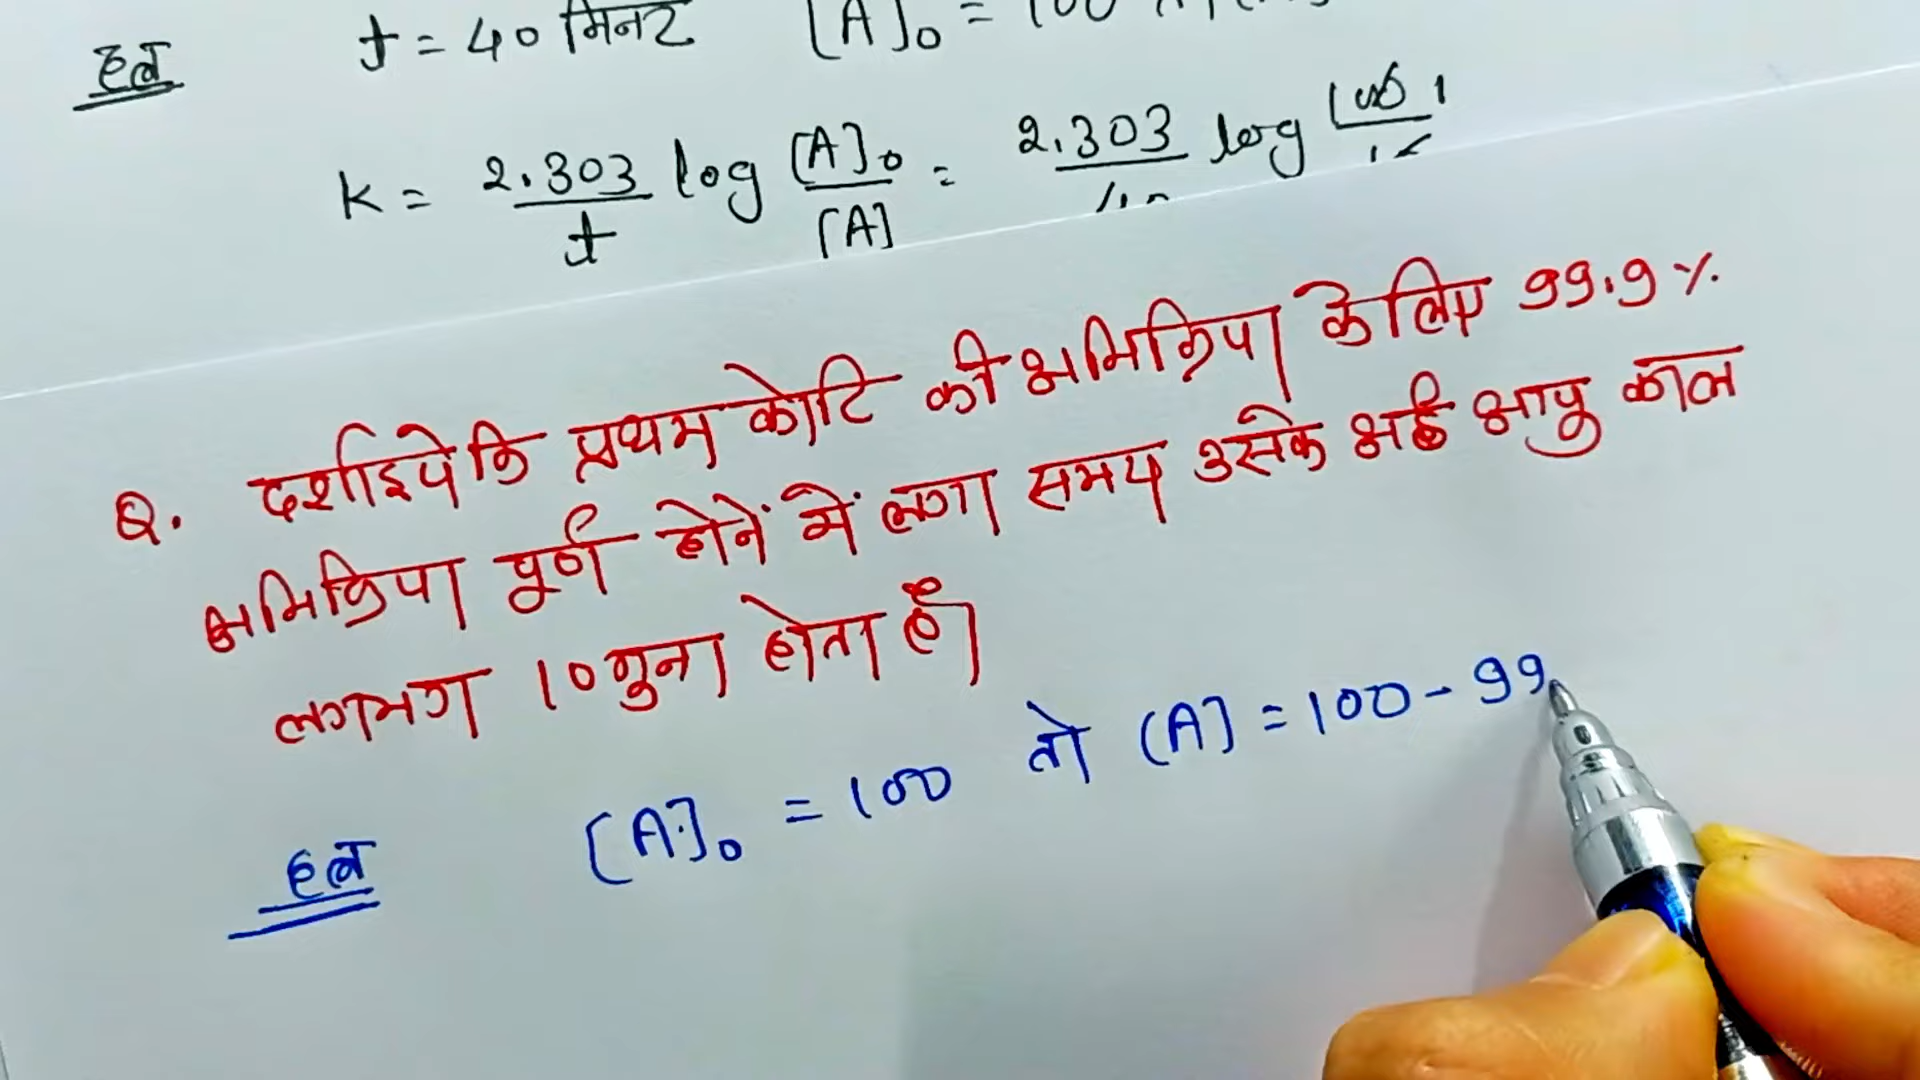 हल t = 40 मिनट [A]₀ = 100
K = 2.303/t log [A]₀/[A] = 2.303/40 log 100
Q. दर्शाइये कि प्रथम कोटि की अभिक्रिया के लिए 99.9%
अभिक्रिया पूर्ण होनें में लगा समय उसके अर्द्ध आयु काल
लगभग 10 गुना होता है।
हल [A]₀ = 100 तो [A] = 100 - 99.